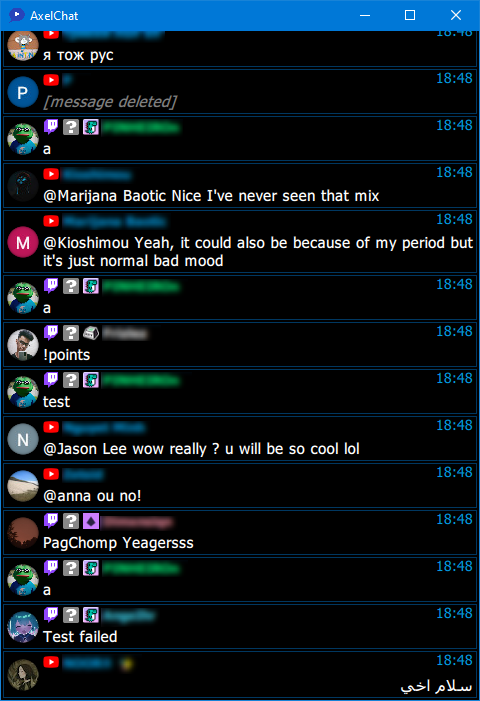 AxelChat
18:48
я тож рус
18:48
[message deleted]
18:48
a
18:48
@Marijana Baotic Nice I've never seen that mix
18:48
@Kioshimou Yeah, it could also be because of my period but
it's just normal bad mood
18:48
a
18:48
!points
18:48
test
18:48
@Jason Lee wow really ? u will be so cool lol
18:48
@anna ou no!
18:48
PagChomp Yeagersss
18:48
a
18:48
Test failed
18:48
سلام اخي